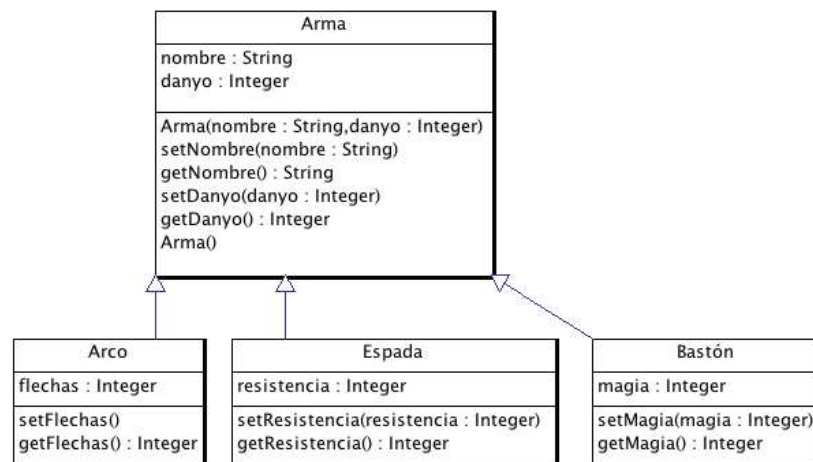 Arma
nombre : String
danyo : Integer
Arma(nombre : String,danyo : Integer)
setNombre(nombre : String)
getNombre() : String
setDanyo(danyo : Integer)
getDanyo() : Integer
Arma()
Arco
flechas : Integer
setFlechas()
getFlechas() : Integer
Espada
resistencia : Integer
setResistencia(resistencia : Integer)
getResistencia() : Integer
Bastón
magia : Integer
setMagia(magia : Integer)
getMagia() : Integer